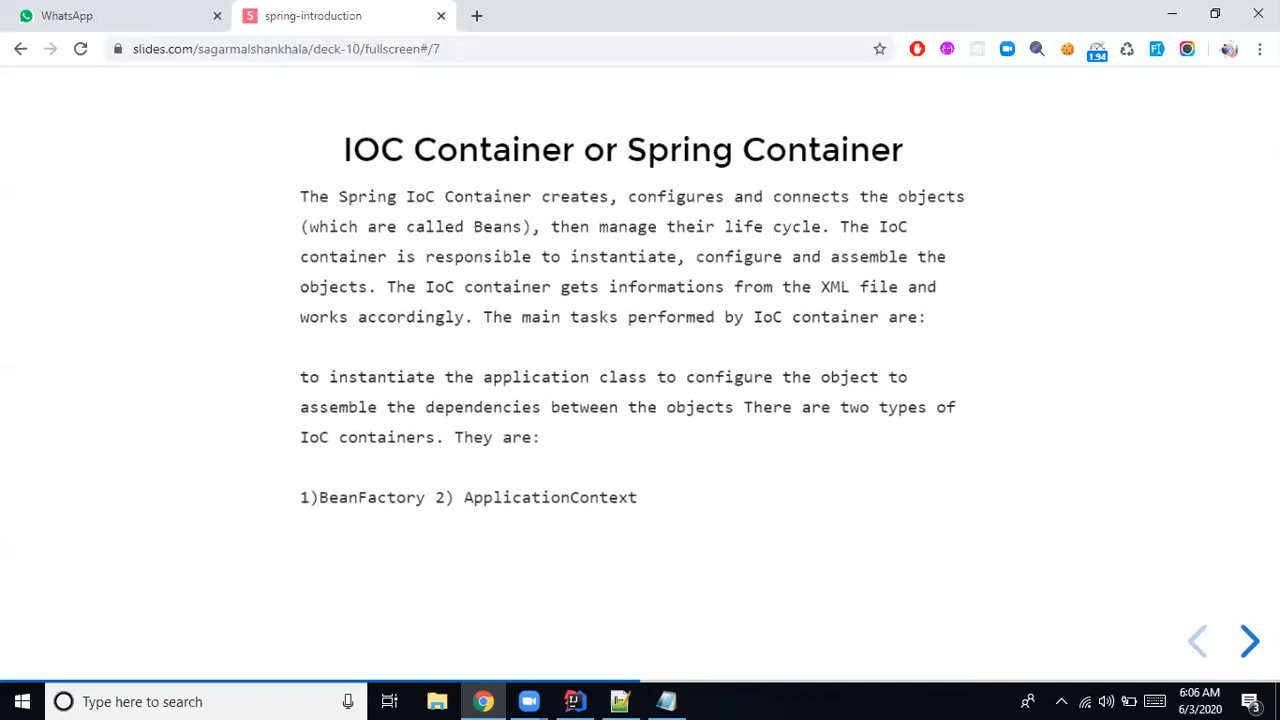 WhatsApp
spring-introduction
slides.com/sagarmalshankhala/deck-10/fullscreen#/7
1.94
IOC Container or Spring Container
The Spring IoC Container creates, configures and connects the objects
(which are called Beans), then manage their life cycle. The IoC
container is responsible to instantiate, configure and assemble the
objects. The IoC container gets informations from the XML file and
works accordingly. The main tasks performed by IoC container are:
to instantiate the application class to configure the object to
assemble the dependencies between the objects There are two types of
IoC containers. They are:
1)BeanFactory 2) ApplicationContext
Type here to search
6:06 AM
6/3/2020
3